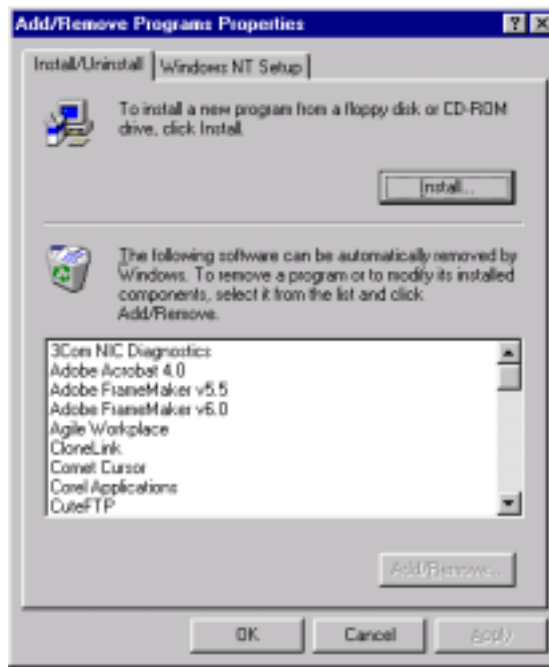 Add/Remove Programs Properties
Install/Uninstall
Windows NT Setup
To install a new program from a floppy disk or CD-ROM
drive, click Install.
Install...
The following software can be automatically removed by
Windows. To remove a program or to modify its installed
components, select it from the list and click
Add/Remove.
3Com NIC Diagnostics
Adobe Acrobat 4.0
Adobe FrameMaker v5.5
Adobe FrameMaker v6.0
Agile Workplace
CloneLink
Comet Cursor
Corel Applications
CuteFTP
Add/Remove...
OK
Cancel
Apply